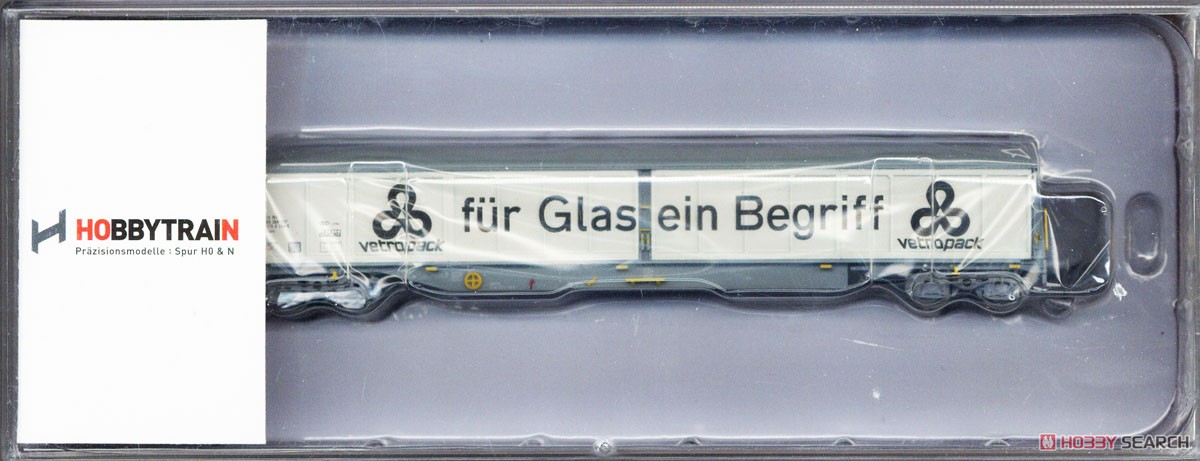 HOBBYTRAIN
Präzisionsmodelle : Spur H0 & N
für Glas ein Begriff
vetropack
vetropack
HOBBY SEARCH